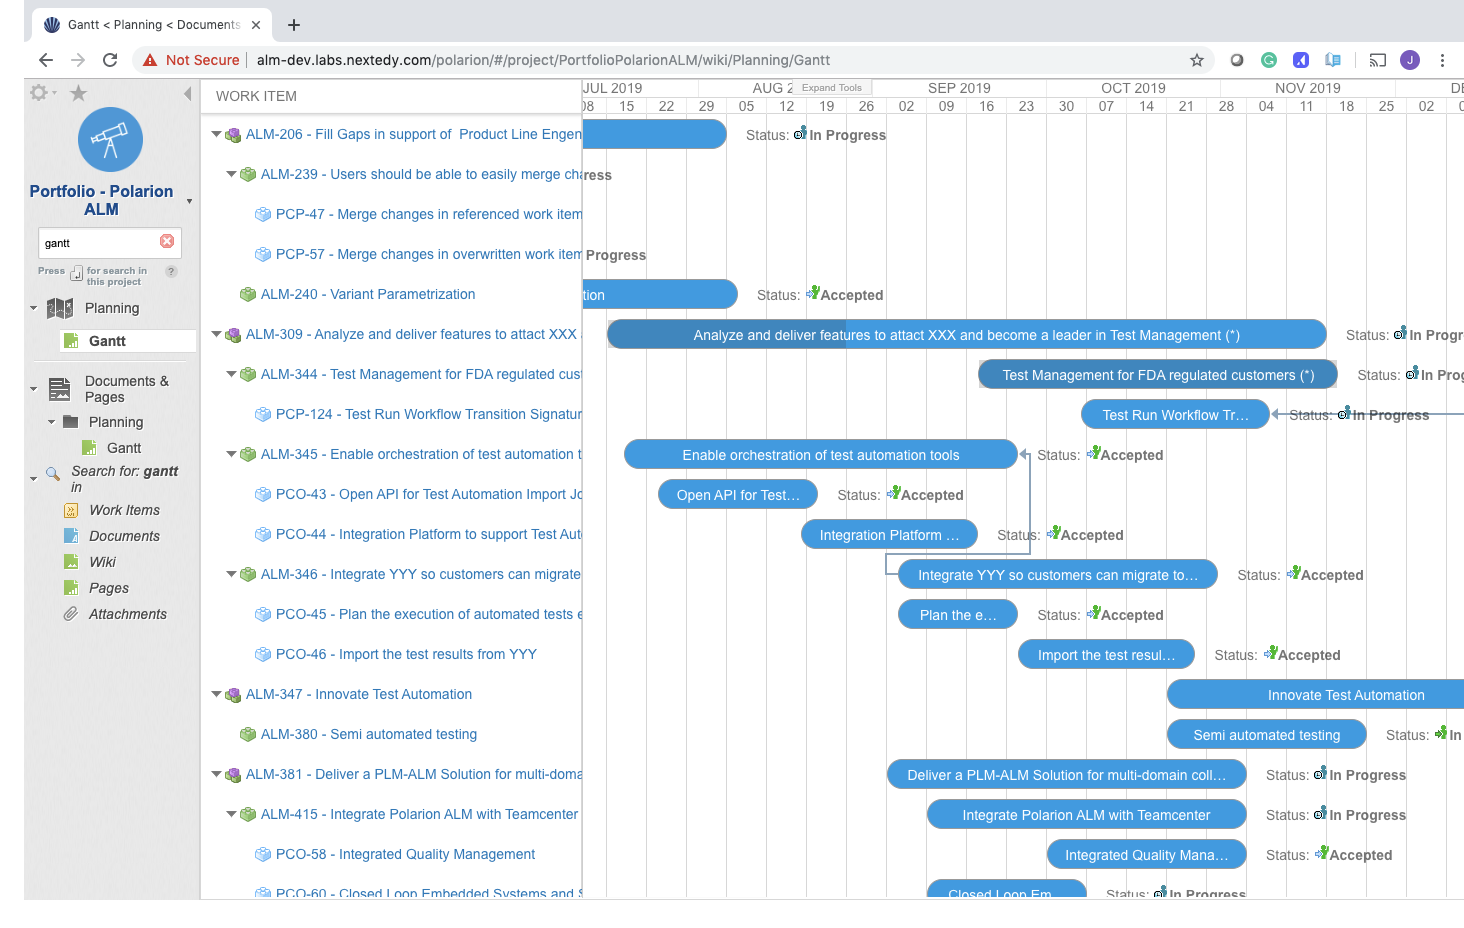 Gantt < Planning < Documents
Not Secure | alm-dev.labs.nextedy.com/polarion/#/project/PortfolioPolarionALM/wiki/Planning/Gantt
J
Portfolio - Polarion
ALM
gantt
Press for search in
this project
?
Planning
Gantt
Documents &
Pages
Planning
Gantt
Search for: gantt
in
Work Items
Documents
Wiki
Pages
Attachments
WORK ITEM
JUL 2019 AUG 2 Expand Tools SEP 2019 OCT 2019 NOV 2019 DE
08 15 22 29 05 12 19 26 02 09 16 23 30 07 14 21 28 04 11 18 25 02 09
ALM-206 - Fill Gaps in support of Product Line Engen Status: In Progress
ALM-239 - Users should be able to easily merge cha ress
PCP-47 - Merge changes in referenced work item
PCP-57 - Merge changes in overwritten work item Progress
ALM-240 - Variant Parametrization tion Status: Accepted
ALM-309 - Analyze and deliver features to attact XXX Analyze and deliver features to attact XXX and become a leader in Test Management (*) Status: In Progr
ALM-344 - Test Management for FDA regulated cust Test Management for FDA regulated customers (*) Status: In Prog
PCP-124 - Test Run Workflow Transition Signatur Test Run Workflow Tr... Status: In Progress
ALM-345 - Enable orchestration of test automation t Enable orchestration of test automation tools Status: Accepted
PCO-43 - Open API for Test Automation Import Jo Open API for Test... Status: Accepted
PCO-44 - Integration Platform to support Test Aut Integration Platform ... Status: Accepted
ALM-346 - Integrate YYY so customers can migrate Integrate YYY so customers can migrate to... Status: Accepted
PCO-45 - Plan the execution of automated tests e Plan the e... Status: Accepted
PCO-46 - Import the test results from YYY Import the test resul... Status: Accepted
ALM-347 - Innovate Test Automation Innovate Test Automation
ALM-380 - Semi automated testing Semi automated testing Status: In
ALM-381 - Deliver a PLM-ALM Solution for multi-doma Deliver a PLM-ALM Solution for multi-domain coll... Status: In Progress
ALM-415 - Integrate Polarion ALM with Teamcenter Integrate Polarion ALM with Teamcenter Status: In Progress
PCO-58 - Integrated Quality Management Integrated Quality Mana... Status: Accepted
PCO-60 - Closed Loop Embedded Systems and S Closed Loop Em... Status: In Progress